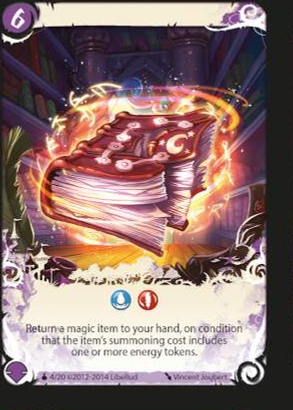 6
Return a magic item to your hand, on condition
that the item's summoning cost includes
one or more energy tokens.
4/20 ©2012-2014 Libellud Vincent Joubert